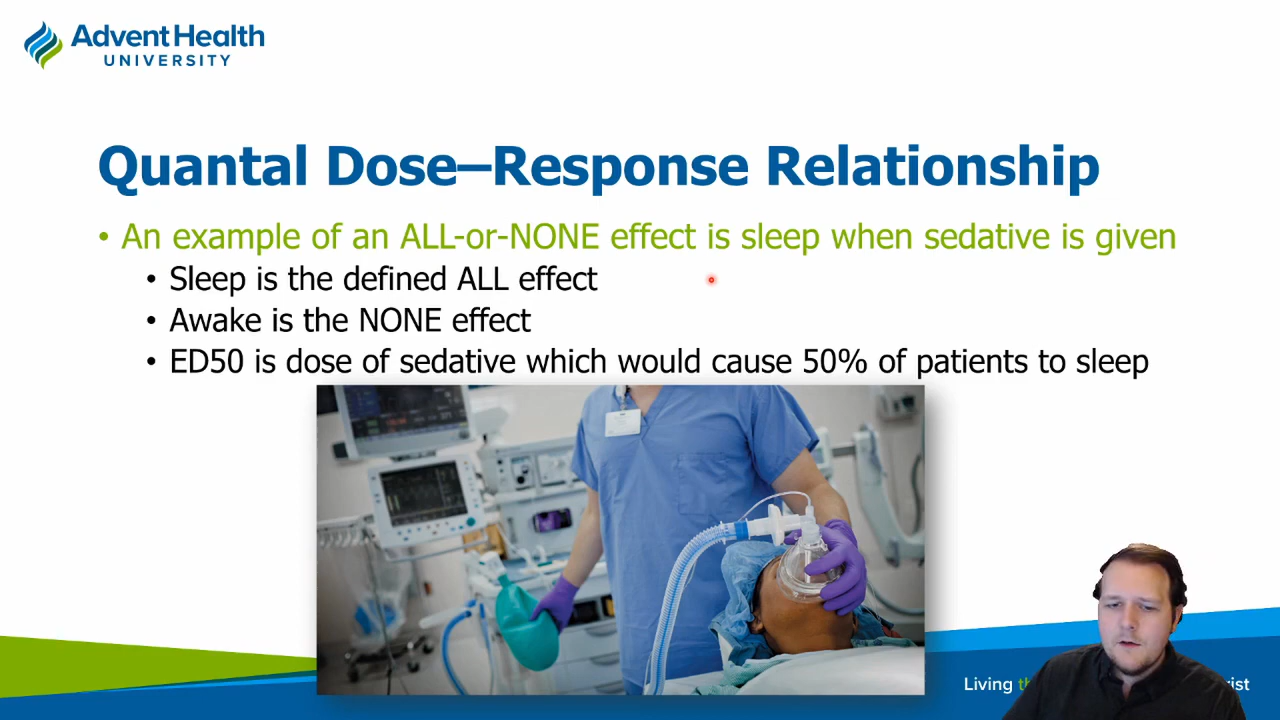 AdventHealth
UNIVERSITY
Quantal Dose–Response Relationship
• An example of an ALL-or-NONE effect is sleep when sedative is given
• Sleep is the defined ALL effect
• Awake is the NONE effect
• ED50 is dose of sedative which would cause 50% of patients to sleep
Living